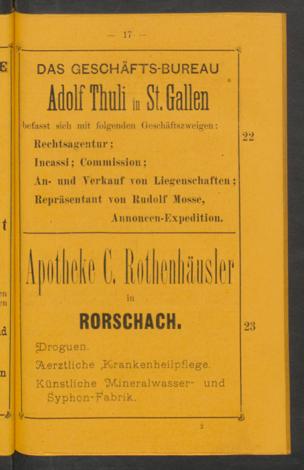 — 17 —
DAS GESCHÄFTS-BUREAU
Adolf Thuli in St. Gallen
befasst sich mit folgenden Geschäftszweigen:
Rechtsagentur;
Incassi; Commission;
An- und Verkauf von Liegenschaften;
Repräsentant von Rudolf Mosse,
Annoncen-Expedition.
22
Apotheke C. Rothenhäusler
in
RORSCHACH.
Droguen.
Aerztliche Krankenheilpflege.
Künstliche Mineralwasser- und
Syphon-Fabrik.
23
2